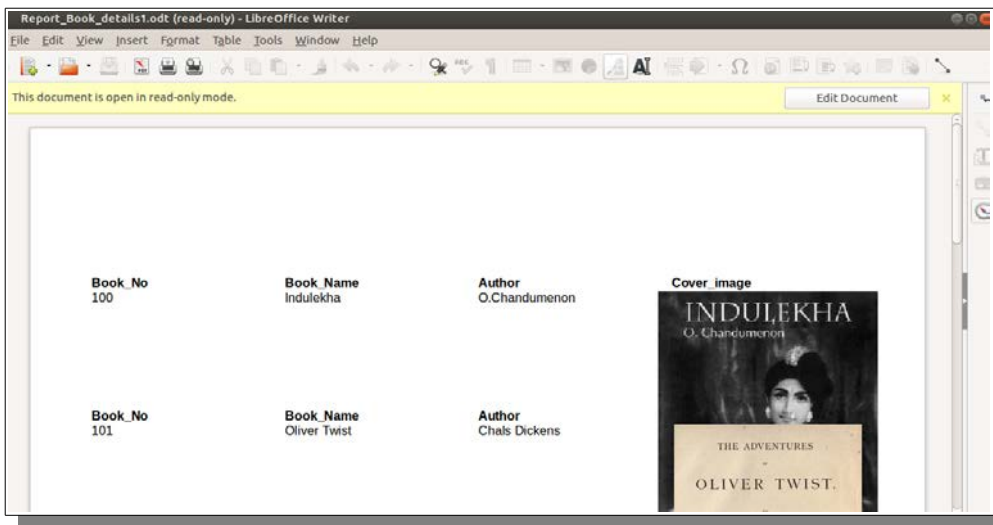 Report_Book_details1.odt (read-only) - LibreOffice Writer
File Edit View Insert Format Table Tools Window Help
This document is open in read-only mode. Edit Document
Book_No Book_Name Author Cover_image
100 Indulekha O.Chandumenon
INDULEKHA
O. Chandumenon
Book_No Book_Name Author
101 Oliver Twist Chals Dickens
THE ADVENTURES
OLIVER TWIST.